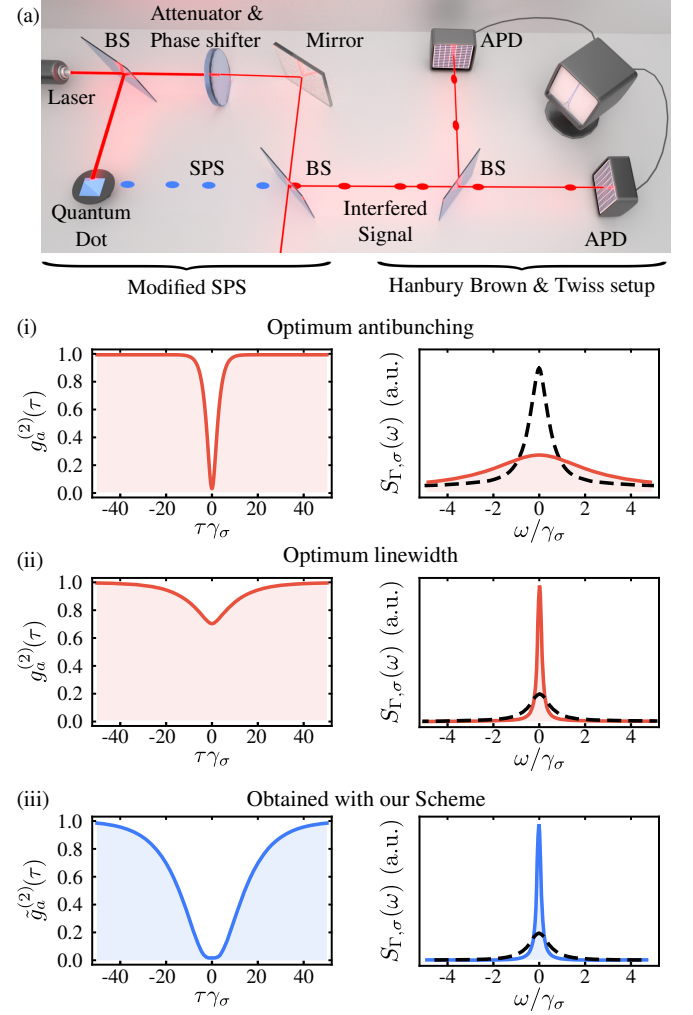 (a)
Attenuator &
BS Phase shifter Mirror APD
Laser
SPS BS BS
Quantum Interfered
Dot Signal
APD
Modified SPS Hanbury Brown & Twiss setup
(i) Optimum antibunching
1.0
0.8
0.6
0.4
0.2
0.0
-40 -20 0 20 40
g_a^{(2)}(τ)
τγ_σ
S_{Γ,σ}(ω) (a.u.)
-4 -2 0 2 4
ω/γ_σ
(ii) Optimum linewidth
1.0
0.8
0.6
0.4
0.2
0.0
-40 -20 0 20 40
g_a^{(2)}(τ)
τγ_σ
S_{Γ,σ}(ω) (a.u.)
-4 -2 0 2 4
ω/γ_σ
(iii) Obtained with our Scheme
1.0
0.8
0.6
0.4
0.2
0.0
-40 -20 0 20 40
g̃_a^{(2)}(τ)
τγ_σ
S_{Γ,σ}(ω) (a.u.)
-4 -2 0 2 4
ω/γ_σ